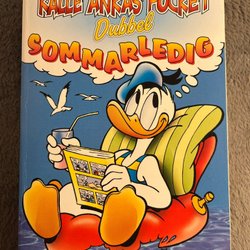 KALLE ANKAS POCKET
Dubbel
SOMMARLEDIG